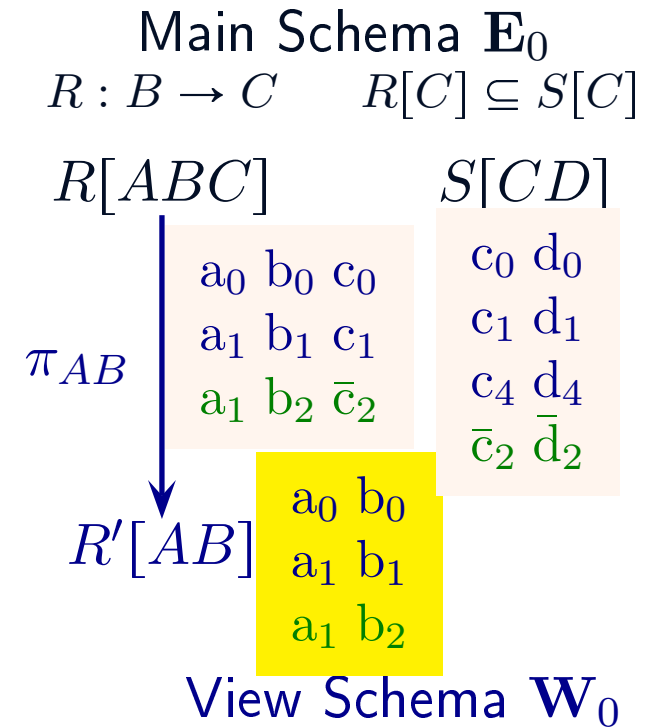 Main Schema E₀
R : B → C R[C] ⊆ S[C]
R[ABC] S[CD]
a₀ b₀ c₀ c₀ d₀
a₁ b₁ c₁ c₁ d₁
π_AB c₄ d₄
a₁ b₂ c̄₂ c̄₂ d̄₂
a₀ b₀
R′[AB] a₁ b₁
a₁ b₂
View Schema W₀